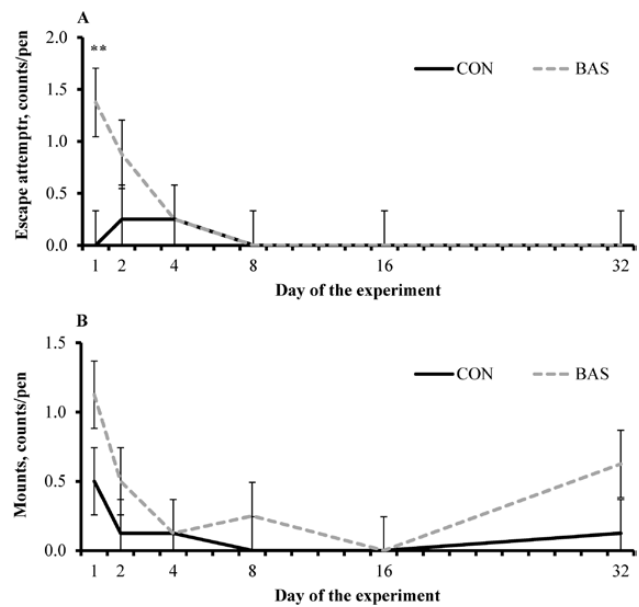 A
**
Escape attemptr, counts/pen
2.0
1.5
1.0
0.5
0.0
CON
BAS
1 2 4 8 16 32
Day of the experiment
B
Mounts, counts/pen
1.5
1.0
0.5
0.0
CON
BAS
1 2 4 8 16 32
Day of the experiment